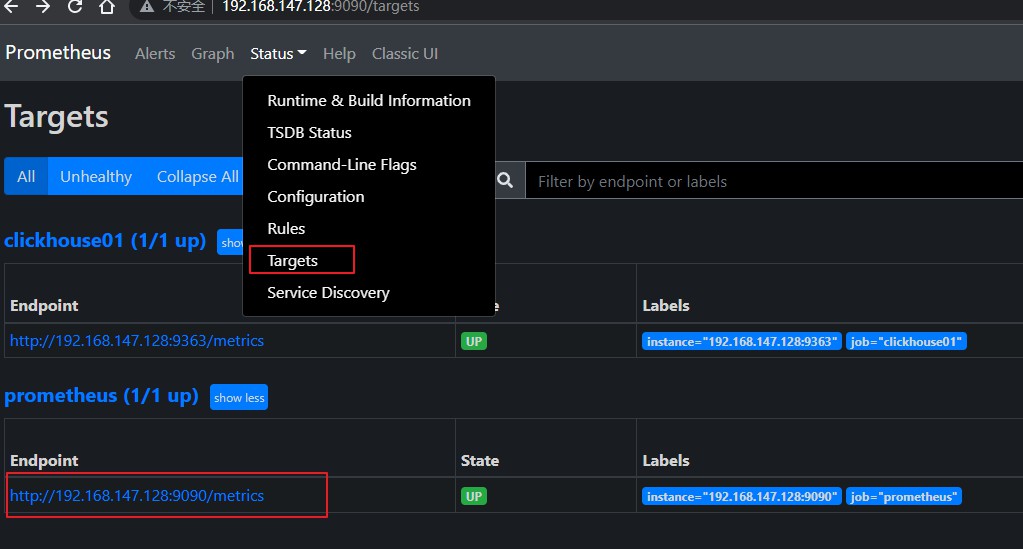 不安全 | 192.168.147.128:9090/targets
Prometheus Alerts Graph Status Help Classic UI
Runtime & Build Information
Targets
TSDB Status
Command-Line Flags
All Unhealthy Collapse All
Filter by endpoint or labels
Configuration
Rules
clickhouse01 (1/1 up) show
Targets
Service Discovery
Endpoint Labels
http://192.168.147.128:9363/metrics UP instance="192.168.147.128:9363" job="clickhouse01"
prometheus (1/1 up) show less
Endpoint State Labels
http://192.168.147.128:9090/metrics UP instance="192.168.147.128:9090" job="prometheus"